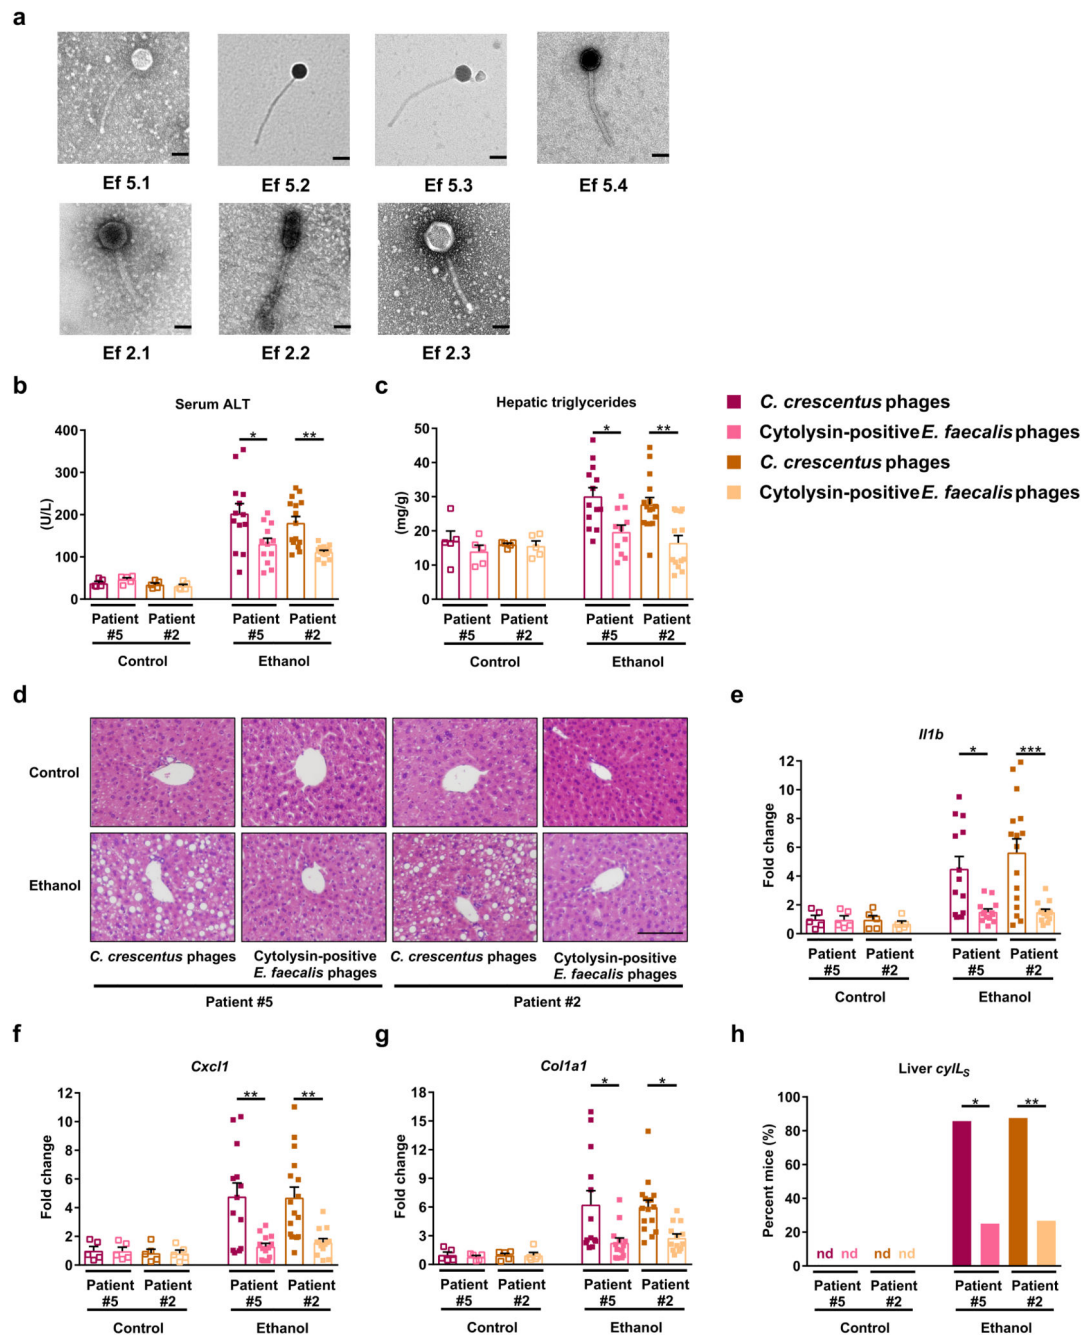 a
Ef 5.1
Ef 5.2
Ef 5.3
Ef 5.4
Ef 2.1
Ef 2.2
Ef 2.3
b
Serum ALT
(U/L)
400
300
200
100
0
*
**
Patient #5
Patient #2
Patient #5
Patient #2
Control
Ethanol
c
Hepatic triglycerides
(mg/g)
50
40
30
20
10
0
*
**
Patient #5
Patient #2
Patient #5
Patient #2
Control
Ethanol
C. crescentus phages
Cytolysin-positive E. faecalis phages
C. crescentus phages
Cytolysin-positive E. faecalis phages
d
Control
Ethanol
C. crescentus phages
Cytolysin-positive
E. faecalis phages
C. crescentus phages
Cytolysin-positive
E. faecalis phages
Patient #5
Patient #2
e
Il1b
Fold change
12
10
8
6
4
2
0
*
***
Patient #5
Patient #2
Patient #5
Patient #2
Control
Ethanol
f
Cxcl1
Fold change
12
10
8
6
4
2
0
**
**
Patient #5
Patient #2
Patient #5
Patient #2
Control
Ethanol
g
Col1a1
Fold change
18
15
12
9
6
3
0
*
*
Patient #5
Patient #2
Patient #5
Patient #2
Control
Ethanol
h
Liver cylLS
Percent mice (%)
100
80
60
40
20
0
nd nd nd nd
*
**
Patient #5
Patient #2
Patient #5
Patient #2
Control
Ethanol